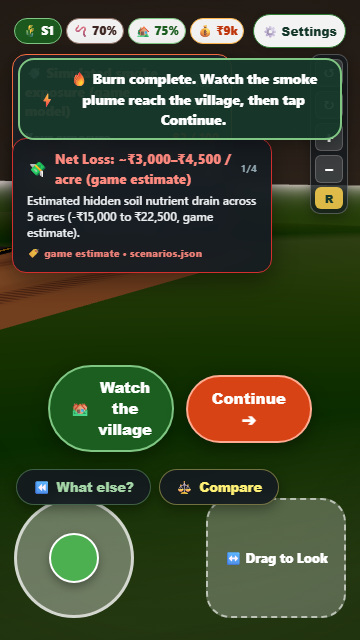 S1
70%
75%
₹9k
Settings
Burn complete. Watch the smoke
plume reach the village, then tap
Continue.
Net Loss: ~₹3,000–₹4,500 /
acre (game estimate)
1/4
Estimated hidden soil nutrient drain across
5 acres (-₹15,000 to ₹22,500, game
estimate).
game estimate • scenarios.json
−
R
Watch
the
village
Continue
➔
What else?
Compare
Drag to Look